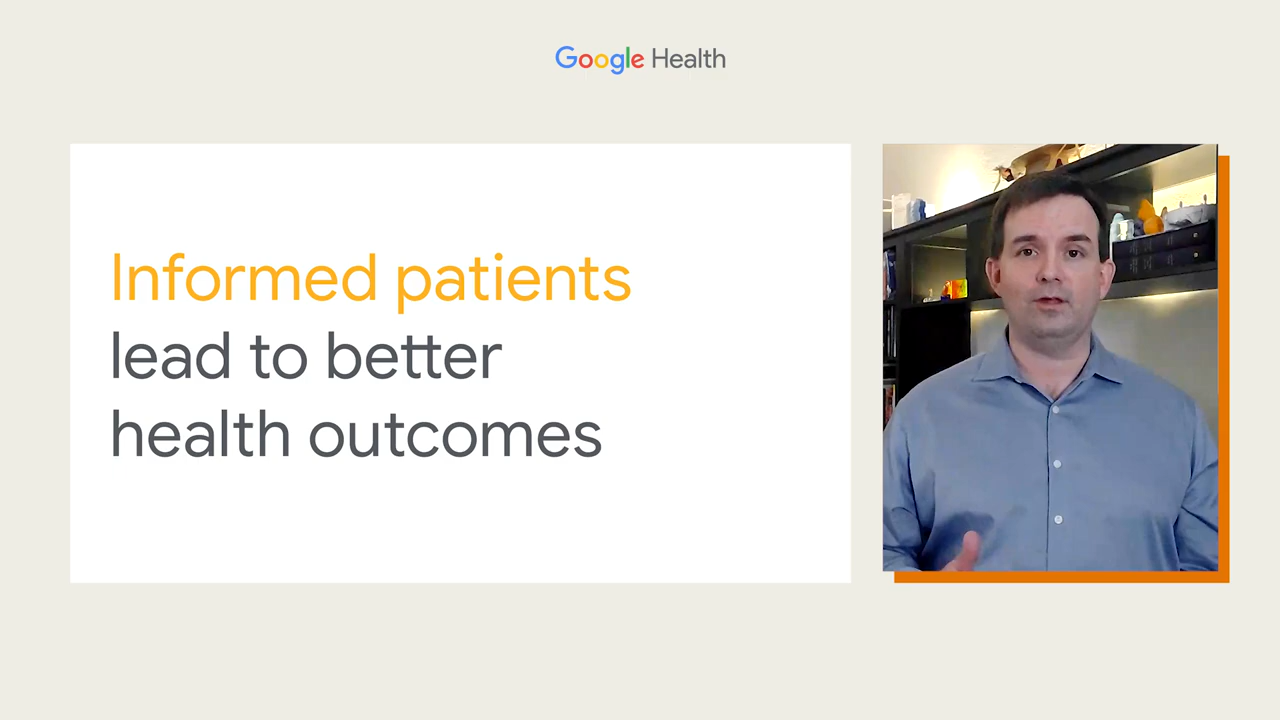 Google Health
Informed patients
lead to better
health outcomes